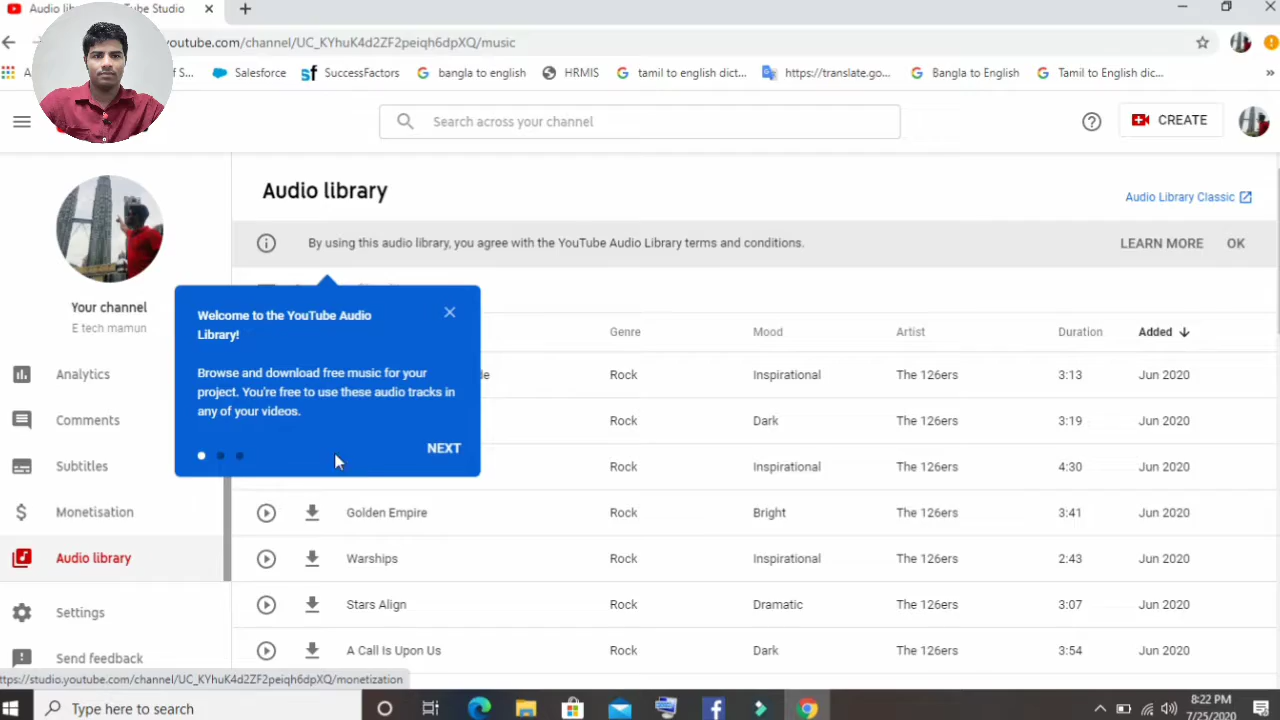 Audio li
Tube Studio
youtube.com/channel/UC_KYhuK4d2ZF2peiqh6dpXQ/music
S...
Salesforce
SuccessFactors
bangla to english
HRMIS
tamil to english dict...
https://translate.go...
Bangla to English
Tamil to English dic...
»
Search across your channel
CREATE
Audio library
Audio Library Classic
By using this audio library, you agree with the YouTube Audio Library terms and conditions.
LEARN MORE
OK
Your channel
E tech mamun
Analytics
Comments
Subtitles
Monetisation
Audio library
Settings
Send feedback
Welcome to the YouTube Audio
Library!
Browse and download free music for your
project. You're free to use these audio tracks in
any of your videos.
NEXT
Genre Mood Artist Duration Added
Rock Inspirational The 126ers 3:13 Jun 2020
Rock Dark The 126ers 3:19 Jun 2020
Rock Inspirational The 126ers 4:30 Jun 2020
Golden Empire Rock Bright The 126ers 3:41 Jun 2020
Warships Rock Inspirational The 126ers 2:43 Jun 2020
Stars Align Rock Dramatic The 126ers 3:07 Jun 2020
A Call Is Upon Us Rock Dark The 126ers 3:54 Jun 2020
ttps://studio.youtube.com/channel/UC_KYhuK4d2ZF2peiqh6dpXQ/monetization
Type here to search
8:22 PM
7/25/2020